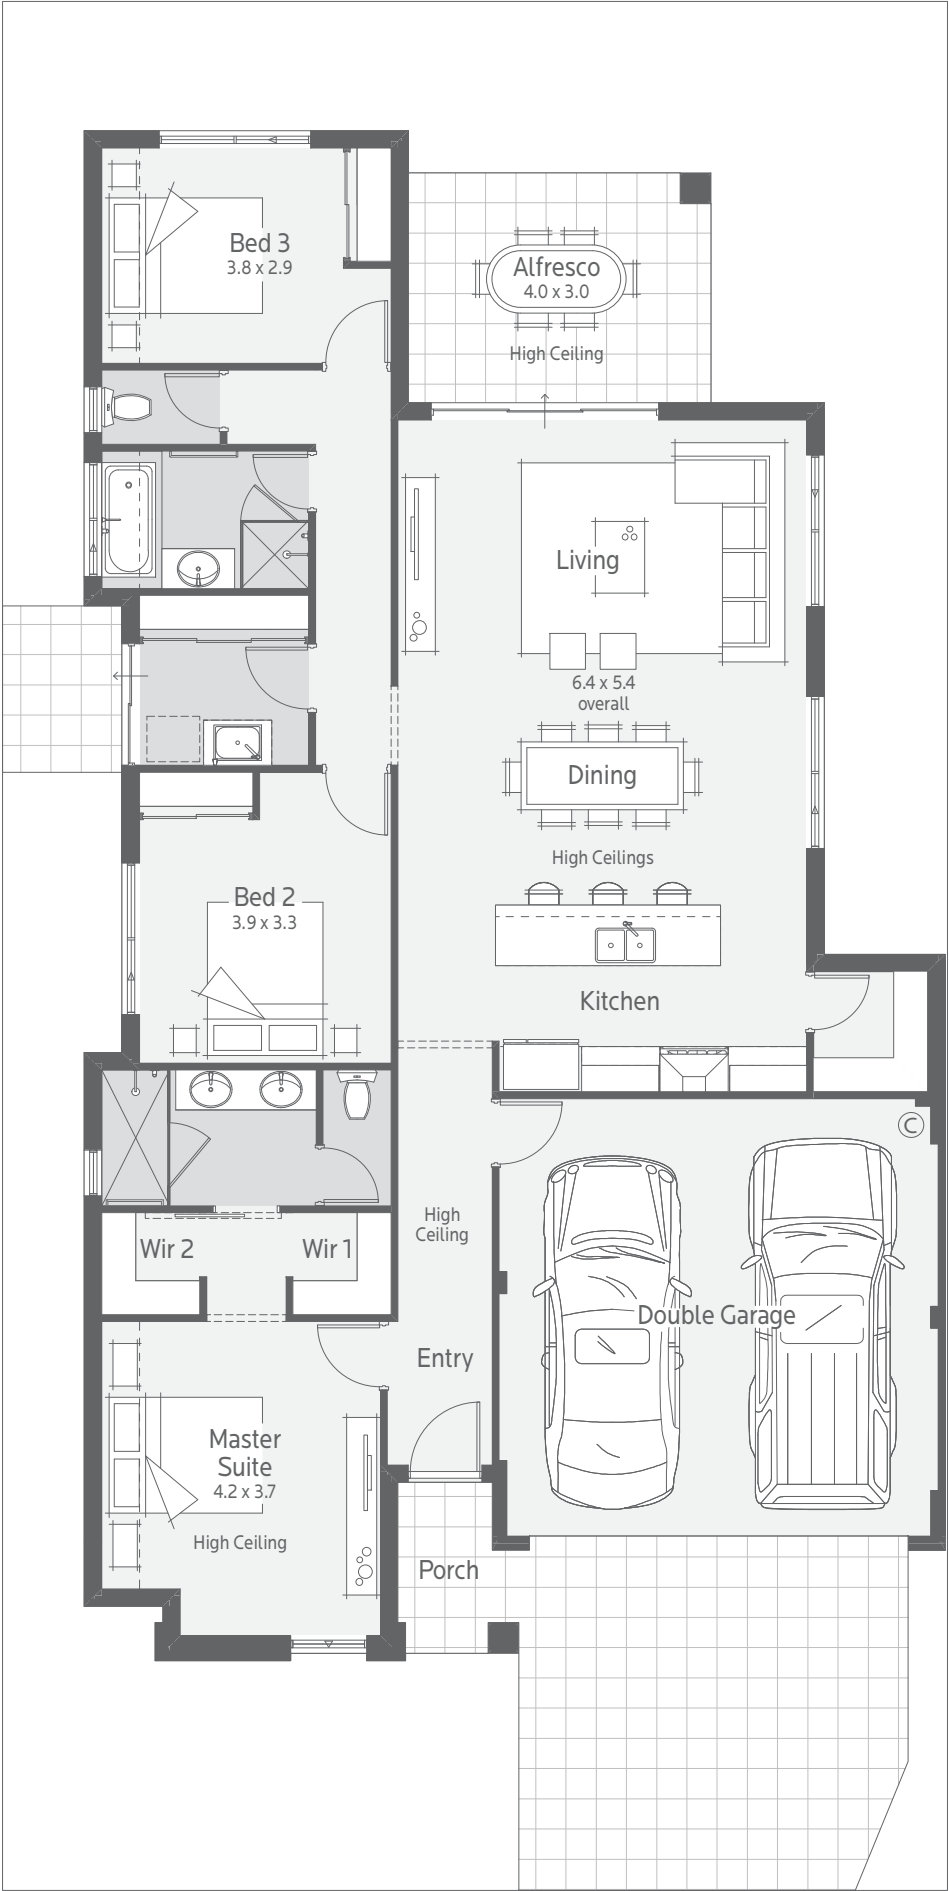 Bed 3
3.8 x 2.9
Alfresco
4.0 x 3.0
High Ceiling
Living
6.4 x 5.4
overall
Dining
High Ceilings
Bed 2
3.9 x 3.3
Kitchen
C
High
Ceiling
Wir 2
Wir 1
Double Garage
Entry
Master
Suite
4.2 x 3.7
High Ceiling
Porch